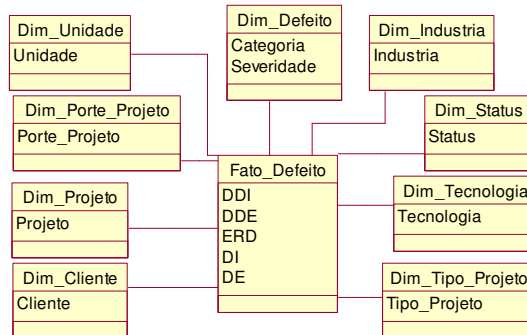 Dim_Unidade
Unidade
Dim_Defeito
Categoria
Severidade
Dim_Industria
Industria
Dim_Porte_Projeto
Porte_Projeto
Dim_Status
Status
Fato_Defeito
DDI
DDE
ERD
DI
DE
Dim_Projeto
Projeto
Dim_Tecnologia
Tecnologia
Dim_Cliente
Cliente
Dim_Tipo_Projeto
Tipo_Projeto